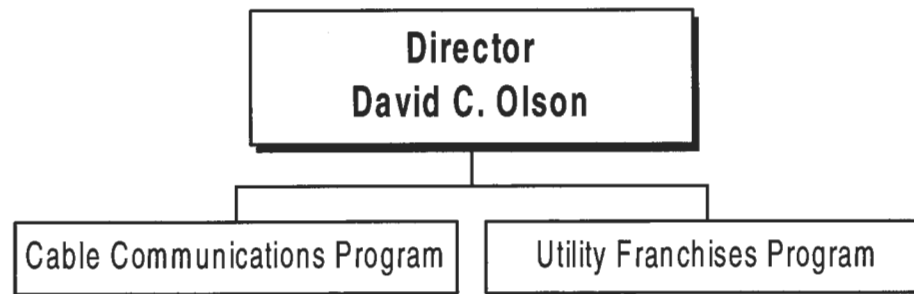 Director
David C. Olson
Cable Communications Program
Utility Franchises Program